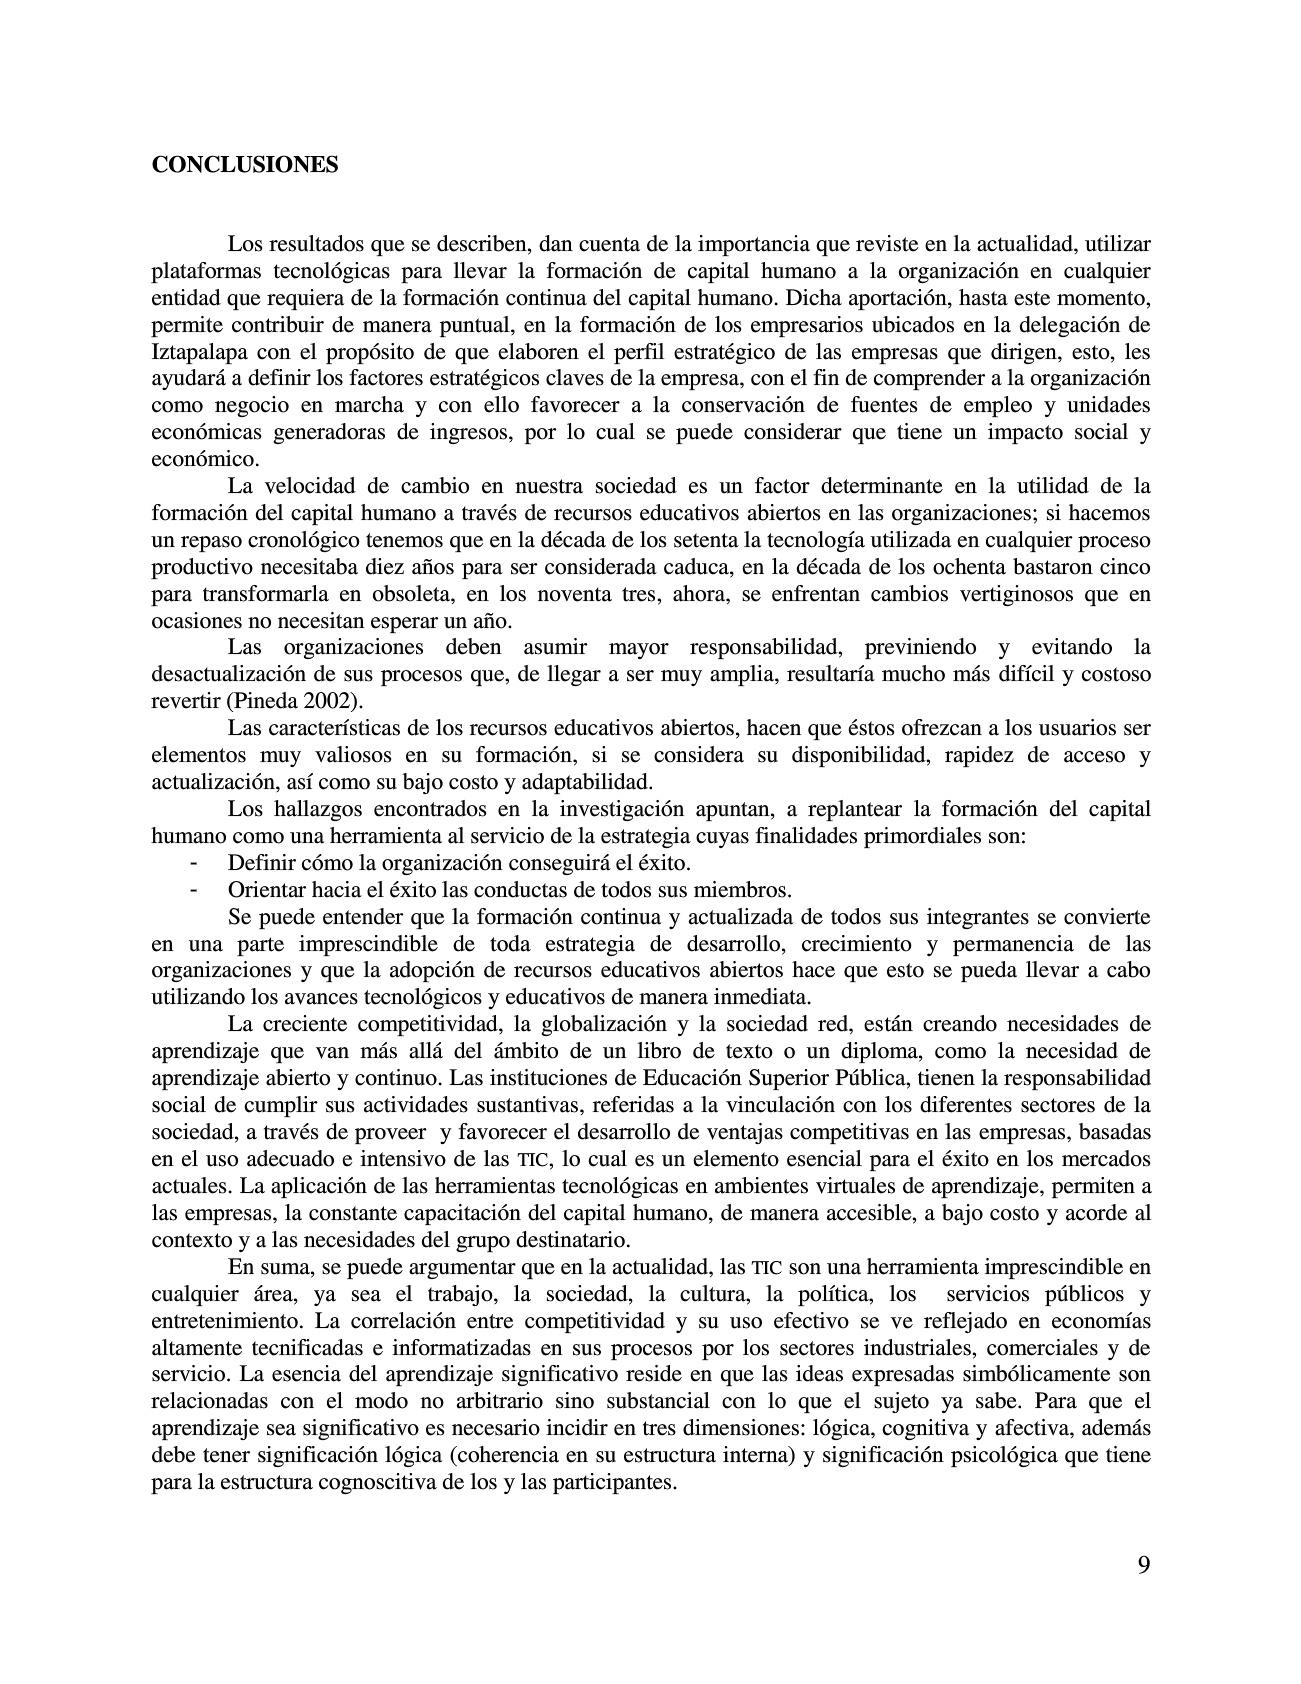 CONCLUSIONES
Los resultados que se describen, dan cuenta de la importancia que reviste en la actualidad, utilizar
plataformas tecnológicas para llevar la formación de capital humano a la organización en cualquier
entidad que requiera de la formación continua del capital humano. Dicha aportación, hasta este momento,
permite contribuir de manera puntual, en la formación de los empresarios ubicados en la delegación de
Iztapalapa con el propósito de que elaboren el perfil estratégico de las empresas que dirigen, esto, les
ayudará a definir los factores estratégicos claves de la empresa, con el fin de comprender a la organización
como negocio en marcha y con ello favorecer a la conservación de fuentes de empleo y unidades
económicas generadoras de ingresos, por lo cual se puede considerar que tiene un impacto social y
económico.
La velocidad de cambio en nuestra sociedad es un factor determinante en la utilidad de la
formación del capital humano a través de recursos educativos abiertos en las organizaciones; si hacemos
un repaso cronológico tenemos que en la década de los setenta la tecnología utilizada en cualquier proceso
productivo necesitaba diez años para ser considerada caduca, en la década de los ochenta bastaron cinco
para transformarla en obsoleta, en los noventa tres, ahora, se enfrentan cambios vertiginosos que en
ocasiones no necesitan esperar un año.
Las organizaciones deben asumir mayor responsabilidad, previniendo y evitando la
desactualización de sus procesos que, de llegar a ser muy amplia, resultaría mucho más difícil y costoso
revertir (Pineda 2002).
Las características de los recursos educativos abiertos, hacen que éstos ofrezcan a los usuarios ser
elementos muy valiosos en su formación, si se considera su disponibilidad, rapidez de acceso y
actualización, así como su bajo costo y adaptabilidad.
Los hallazgos encontrados en la investigación apuntan, a replantear la formación del capital
humano como una herramienta al servicio de la estrategia cuyas finalidades primordiales son:
- Definir cómo la organización conseguirá el éxito.
- Orientar hacia el éxito las conductas de todos sus miembros.
Se puede entender que la formación continua y actualizada de todos sus integrantes se convierte
en una parte imprescindible de toda estrategia de desarrollo, crecimiento y permanencia de las
organizaciones y que la adopción de recursos educativos abiertos hace que esto se pueda llevar a cabo
utilizando los avances tecnológicos y educativos de manera inmediata.
La creciente competitividad, la globalización y la sociedad red, están creando necesidades de
aprendizaje que van más allá del ámbito de un libro de texto o un diploma, como la necesidad de
aprendizaje abierto y continuo. Las instituciones de Educación Superior Pública, tienen la responsabilidad
social de cumplir sus actividades sustantivas, referidas a la vinculación con los diferentes sectores de la
sociedad, a través de proveer  y favorecer el desarrollo de ventajas competitivas en las empresas, basadas
en el uso adecuado e intensivo de las TIC, lo cual es un elemento esencial para el éxito en los mercados
actuales. La aplicación de las herramientas tecnológicas en ambientes virtuales de aprendizaje, permiten a
las empresas, la constante capacitación del capital humano, de manera accesible, a bajo costo y acorde al
contexto y a las necesidades del grupo destinatario.
En suma, se puede argumentar que en la actualidad, las TIC son una herramienta imprescindible en
cualquier área, ya sea el trabajo, la sociedad, la cultura, la política, los  servicios públicos y
entretenimiento. La correlación entre competitividad y su uso efectivo se ve reflejado en economías
altamente tecnificadas e informatizadas en sus procesos por los sectores industriales, comerciales y de
servicio. La esencia del aprendizaje significativo reside en que las ideas expresadas simbólicamente son
relacionadas con el modo no arbitrario sino substancial con lo que el sujeto ya sabe. Para que el
aprendizaje sea significativo es necesario incidir en tres dimensiones: lógica, cognitiva y afectiva, además
debe tener significación lógica (coherencia en su estructura interna) y significación psicológica que tiene
para la estructura cognoscitiva de los y las participantes.
9